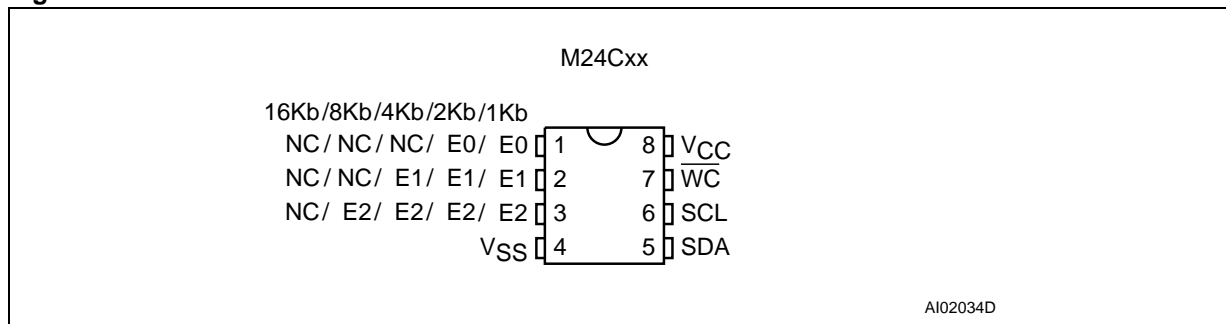 M24Cxx
16Kb/8Kb/4Kb/2Kb/1Kb
NC/ NC/ NC/ E0/ E0 1 8 VCC
NC/ NC/ E1/ E1/ E1 2 7 W̅C̅
NC/ E2/ E2/ E2/ E2 3 6 SCL
VSS 4 5 SDA
AI02034D